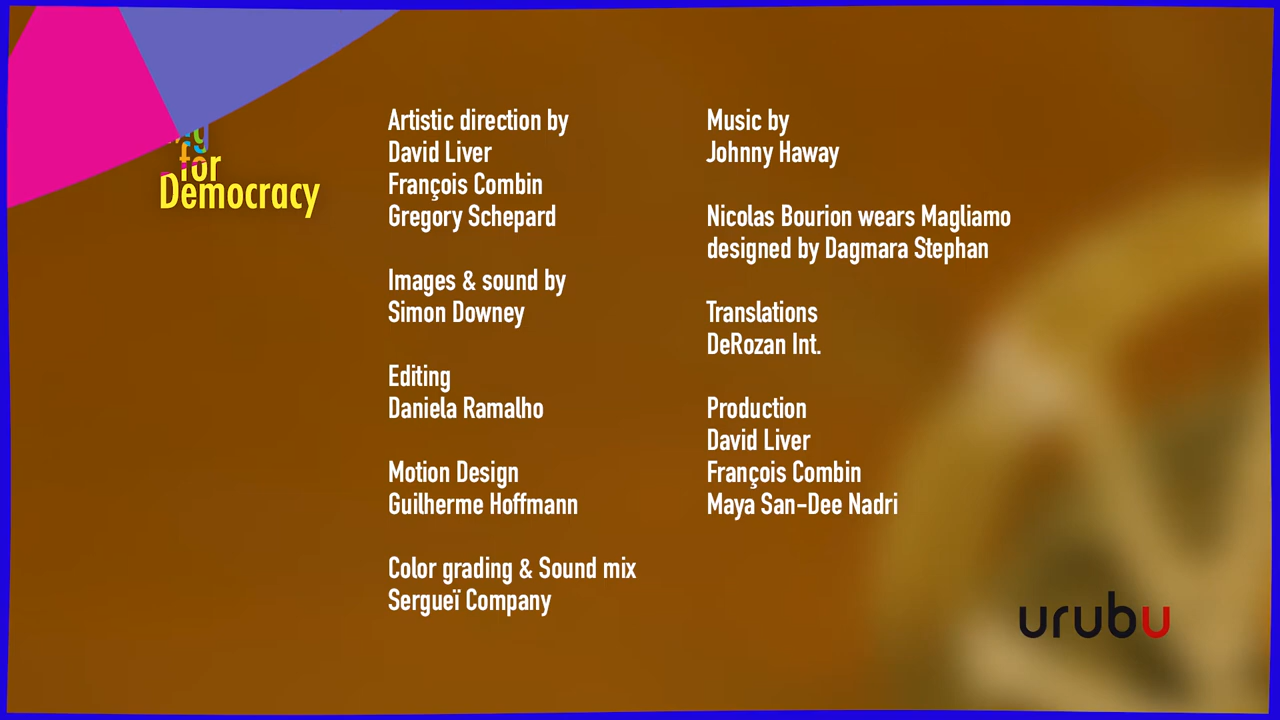 for
Democracy
Artistic direction by
David Liver
François Combin
Gregory Schepard
Images & sound by
Simon Downey
Editing
Daniela Ramalho
Motion Design
Guilherme Hoffmann
Color grading & Sound mix
Sergueï Company
Music by
Johnny Haway
Nicolas Bourion wears Magliamo
designed by Dagmara Stephan
Translations
DeRozan Int.
Production
David Liver
François Combin
Maya San-Dee Nadri
urubu